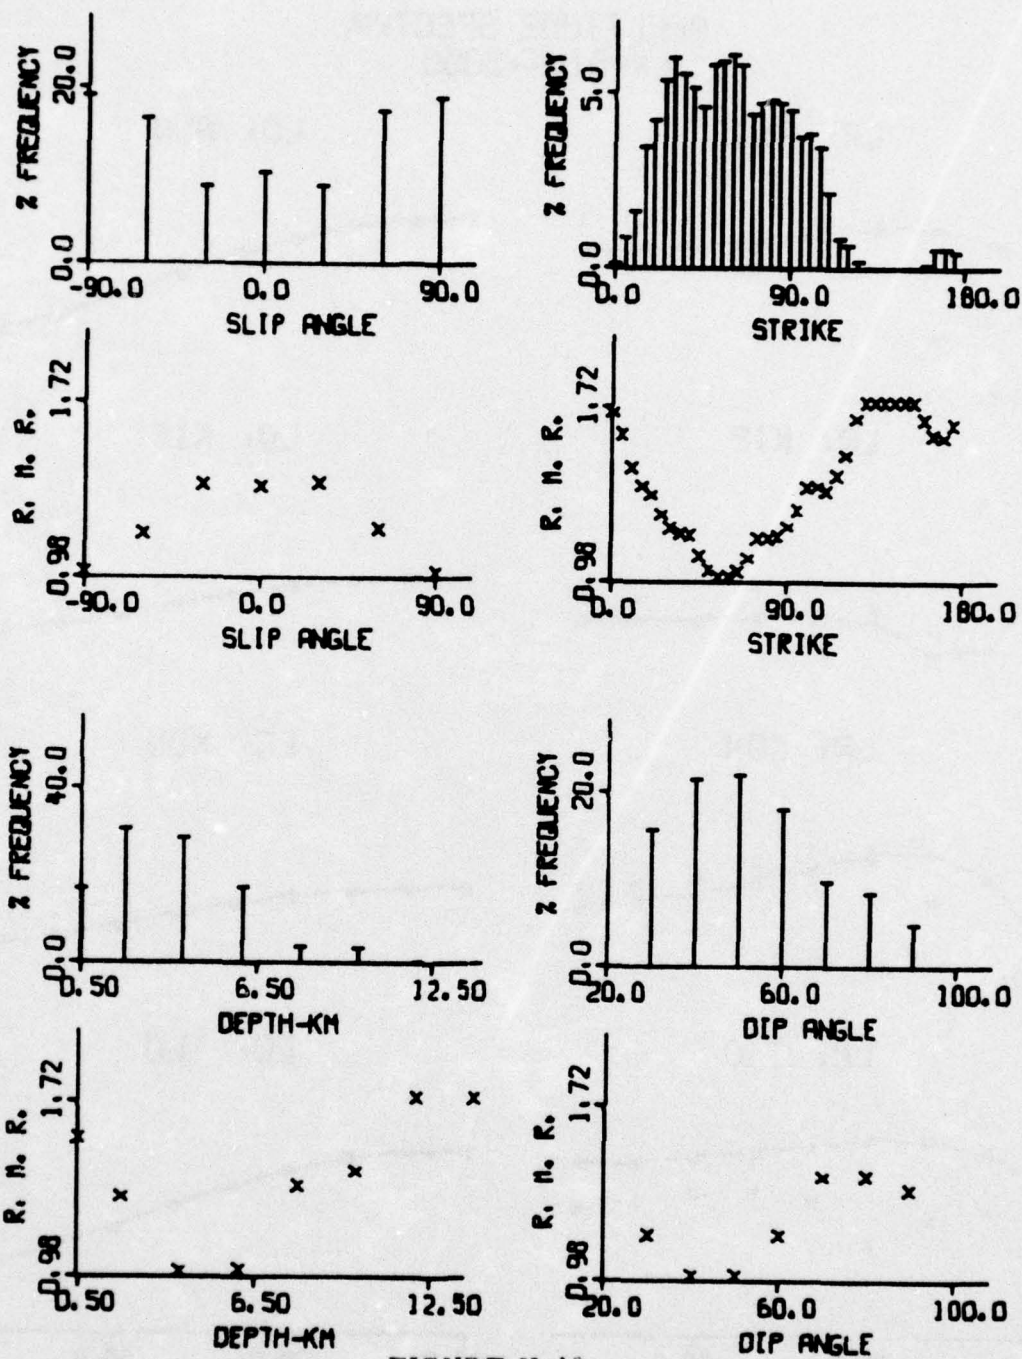 % FREQUENCY
20.0
0.0
-90.0 0.0 90.0
SLIP ANGLE
% FREQUENCY
5.0
0.0
0.0 90.0 180.0
STRIKE
R. M. R.
1.72
0.98
-90.0 0.0 90.0
SLIP ANGLE
R. M. R.
1.72
0.98
0.0 90.0 180.0
STRIKE
% FREQUENCY
40.0
0.0
0.50 6.50 12.50
DEPTH-KM
% FREQUENCY
20.0
0.0
20.0 60.0 100.0
DIP ANGLE
R. M. R.
1.72
0.98
0.50 6.50 12.50
DEPTH-KM
R. M. R.
1.72
0.98
20.0 60.0 100.0
DIP ANGLE